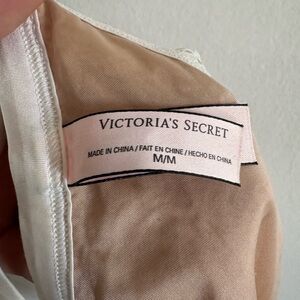 VICTORIA'S SECRET
MADE IN CHINA / FAIT EN CHINE / HECHO EN CHINA
M/M